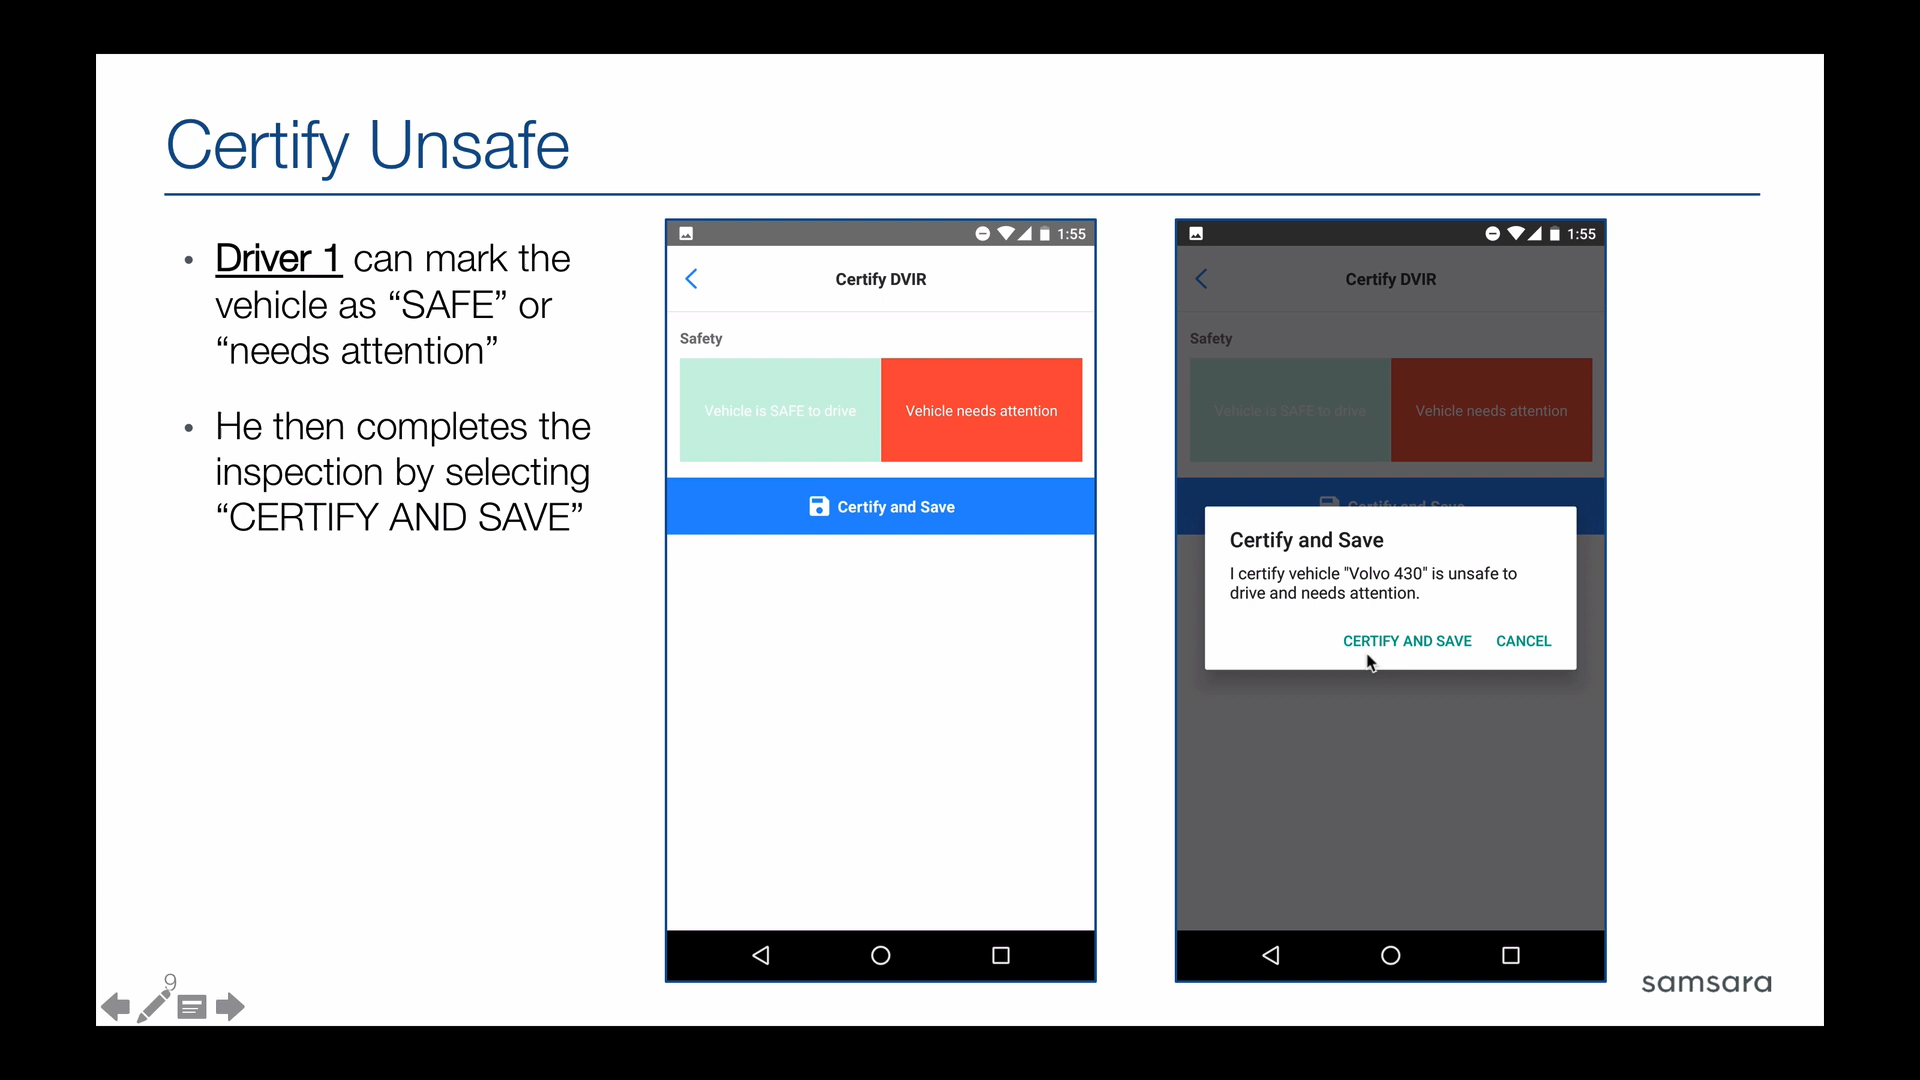 Certify Unsafe
• Driver 1 can mark the
vehicle as “SAFE” or
“needs attention”
• He then completes the
inspection by selecting
“CERTIFY AND SAVE”
1:55
Certify DVIR
Safety
Vehicle is SAFE to drive
Vehicle needs attention
Certify and Save
1:55
Certify DVIR
Safety
Vehicle is SAFE to drive
Vehicle needs attention
Certify and Save
Certify and Save
I certify vehicle "Volvo 430" is unsafe to
drive and needs attention.
CERTIFY AND SAVE CANCEL
9
samsara